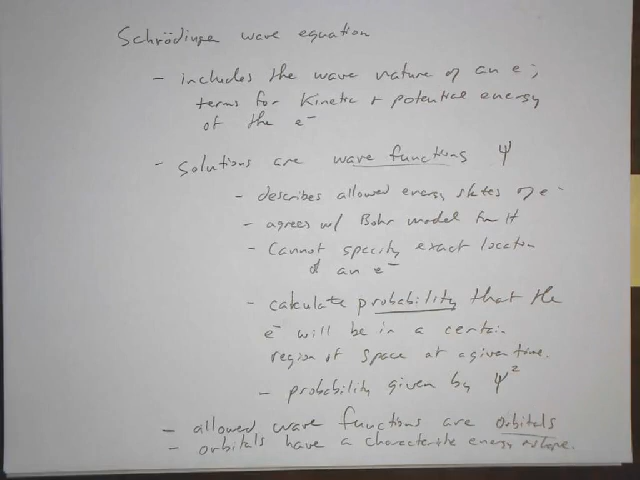 Schrödinger wave equation
- includes the wave nature of an e⁻;
terms for Kinetic + potential energy
of the e⁻
- solutions are wave functions Ψ
- describes allowed energy states of e⁻
- agrees w/ Bohr model for H
- Cannot specify exact location
of an e⁻
- calculate probability that the
e⁻ will be in a certain
region of space at a given time.
- probability given by Ψ²
- allowed wave functions are orbitals
- orbitals have a characteristic energy + shape.